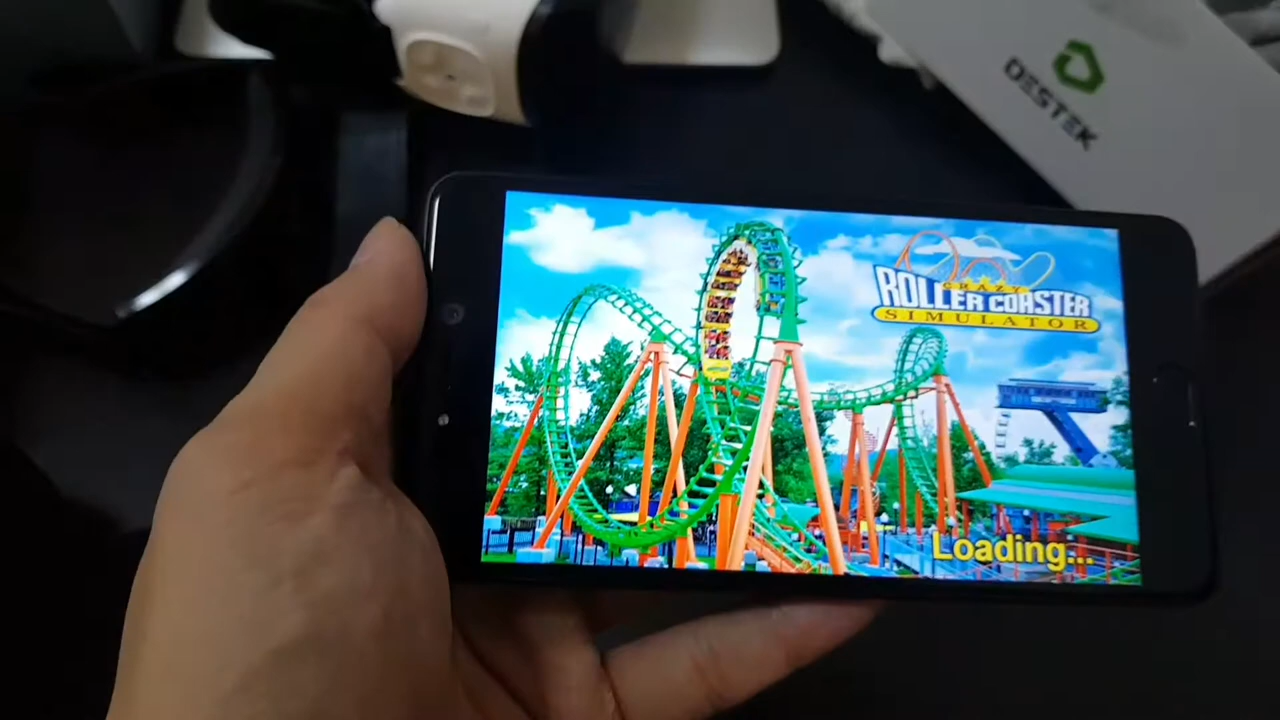 DESTEK
CRAZY
ROLLER COASTER
SIMULATOR
Loading...